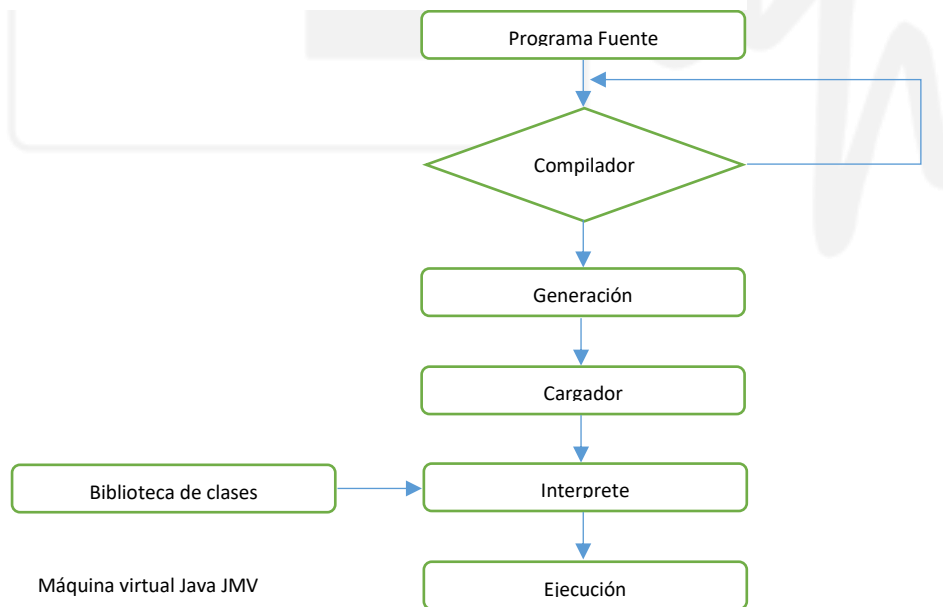 Programa Fuente
Compilador
Generación
Cargador
Biblioteca de clases
Interprete
Máquina virtual Java JMV
Ejecución